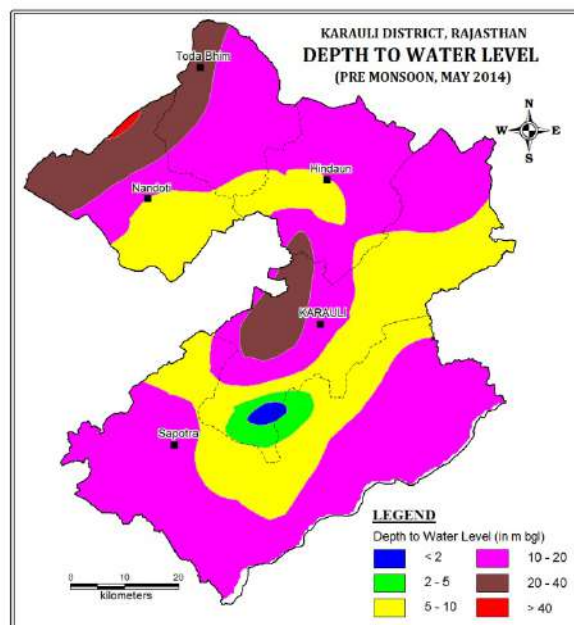 KARAULI DISTRICT, RAJASTHAN
DEPTH TO WATER LEVEL
(PRE MONSOON, MAY 2014)
Toda Bhim
N
W E
S
Hindaun
Nandoti
KARAULI
Sapotra
LEGEND
Depth to Water Level (in m bgl)
< 2
10 - 20
2 - 5
20 - 40
5 - 10
> 40
0 10 20
kilometers